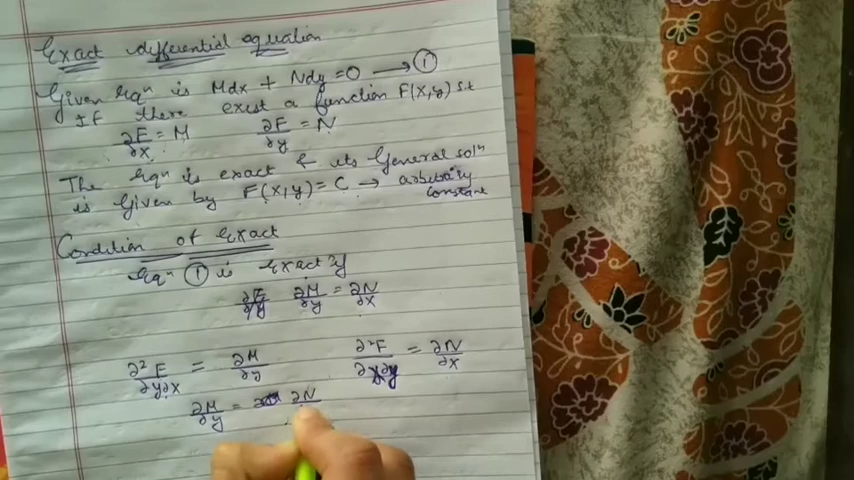 Exact differential equation
Given eqn is Mdx + Ndy = 0 → ①
If there exist a function F(x,y) s.t
∂F/∂x = M ∂F/∂y = N
The eqn is exact & its General soln
is Given by F(x,y) = C → arbitrary constant
Condition of exact
Eqn ① is exact if
∂M/∂y = ∂N/∂x
∂²F/∂y∂x = ∂M/∂y ∂²F/∂x∂y = ∂N/∂x
∂M/∂y = ∂N